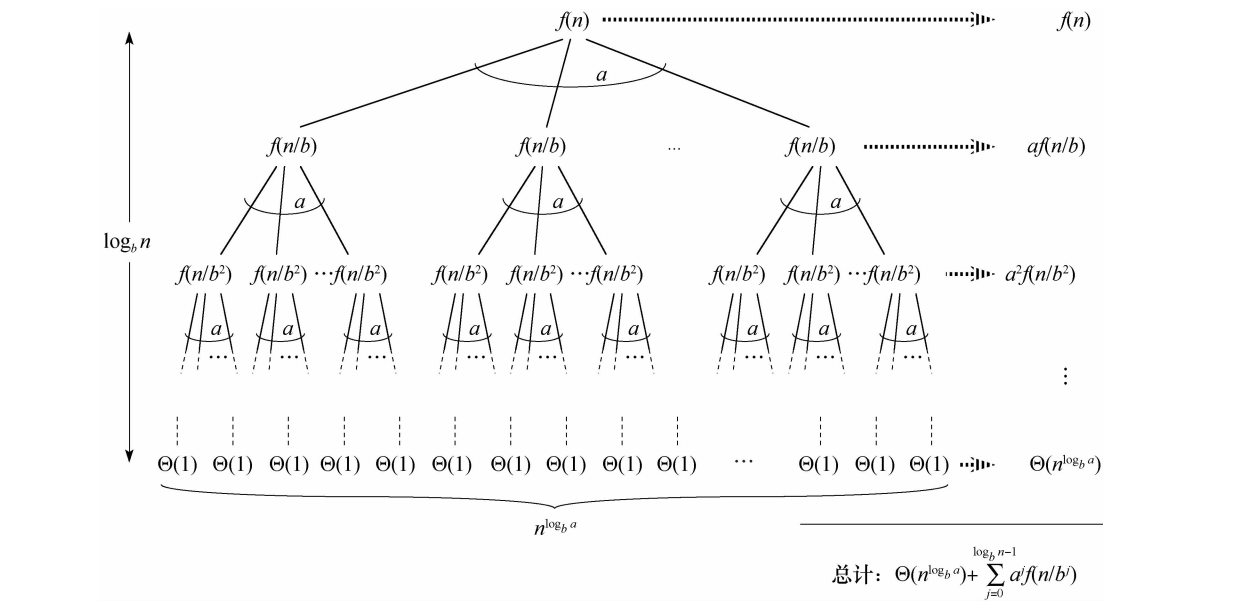 f(n) f(n)
a
f(n/b) f(n/b) ... f(n/b) af(n/b)
a a a
log_b n
f(n/b²) f(n/b²) ···f(n/b²) f(n/b²) f(n/b²) ···f(n/b²) f(n/b²) f(n/b²) ···f(n/b²) a²f(n/b²)
a a a a a a a a a
... ... ... ... ... ... ... ... ...
⋮
Θ(1) Θ(1) Θ(1) Θ(1) Θ(1) Θ(1) Θ(1) Θ(1) Θ(1) Θ(1) ... Θ(1) Θ(1) Θ(1) Θ(n^{log_b a})
n^{log_b a}
总计：Θ(n^{log_b a})+∑_{j=0}^{log_b n−1} a^j f(n/b^j)